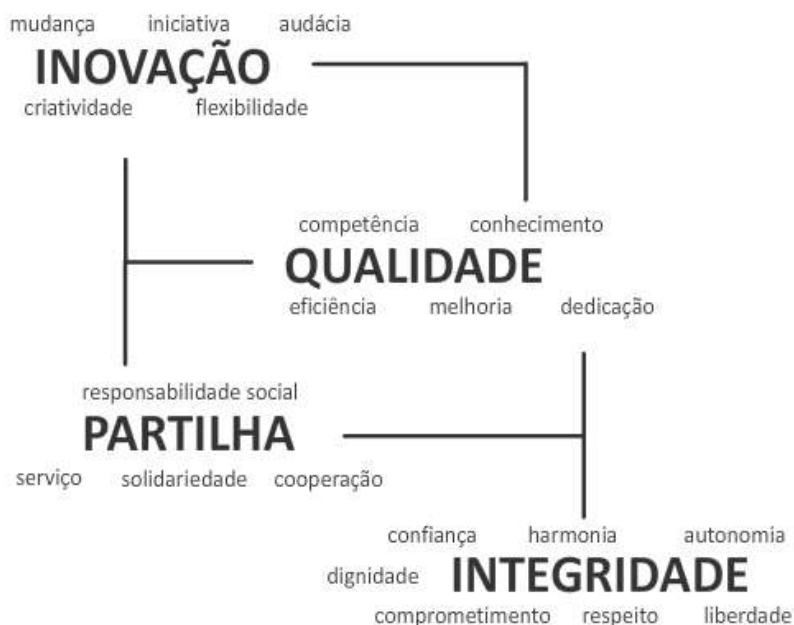 mudança iniciativa audácia
INOVAÇÃO
criatividade flexibilidade
competência conhecimento
QUALIDADE
eficiência melhoria dedicação
responsabilidade social
PARTILHA
serviço solidariedade cooperação
confiança harmonia autonomia
dignidade INTEGRIDADE
comprometimento respeito liberdade